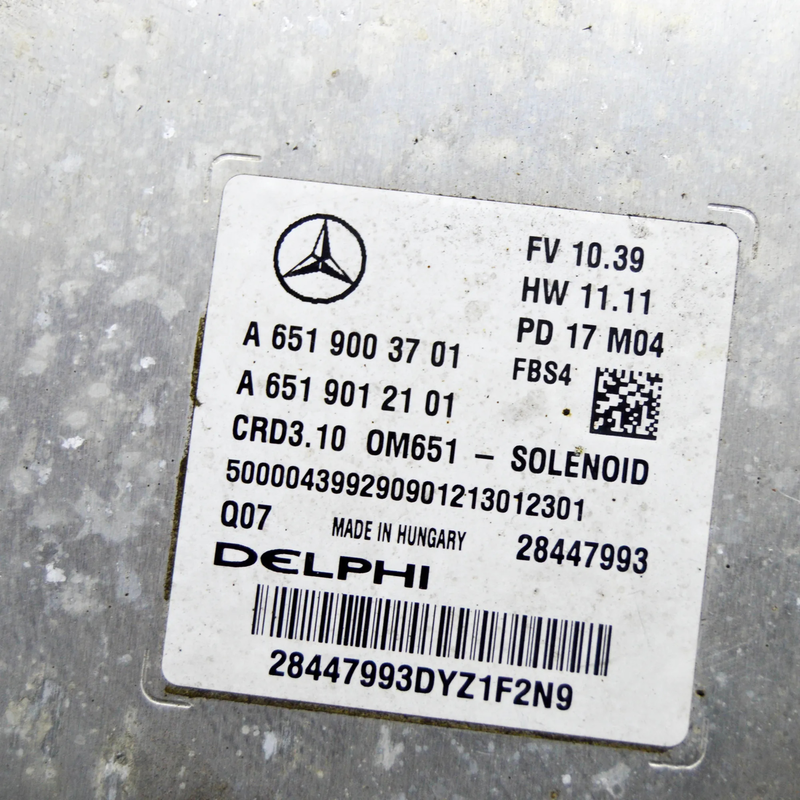 FV 10.39
HW 11.11
PD 17 M04
FBS4
A 651 900 37 01
A 651 901 21 01
CRD3.10 OM651 – SOLENOID
500004399290901213012301
Q07 MADE IN HUNGARY 28447993
DELPHI
28447993DYZ1F2N9